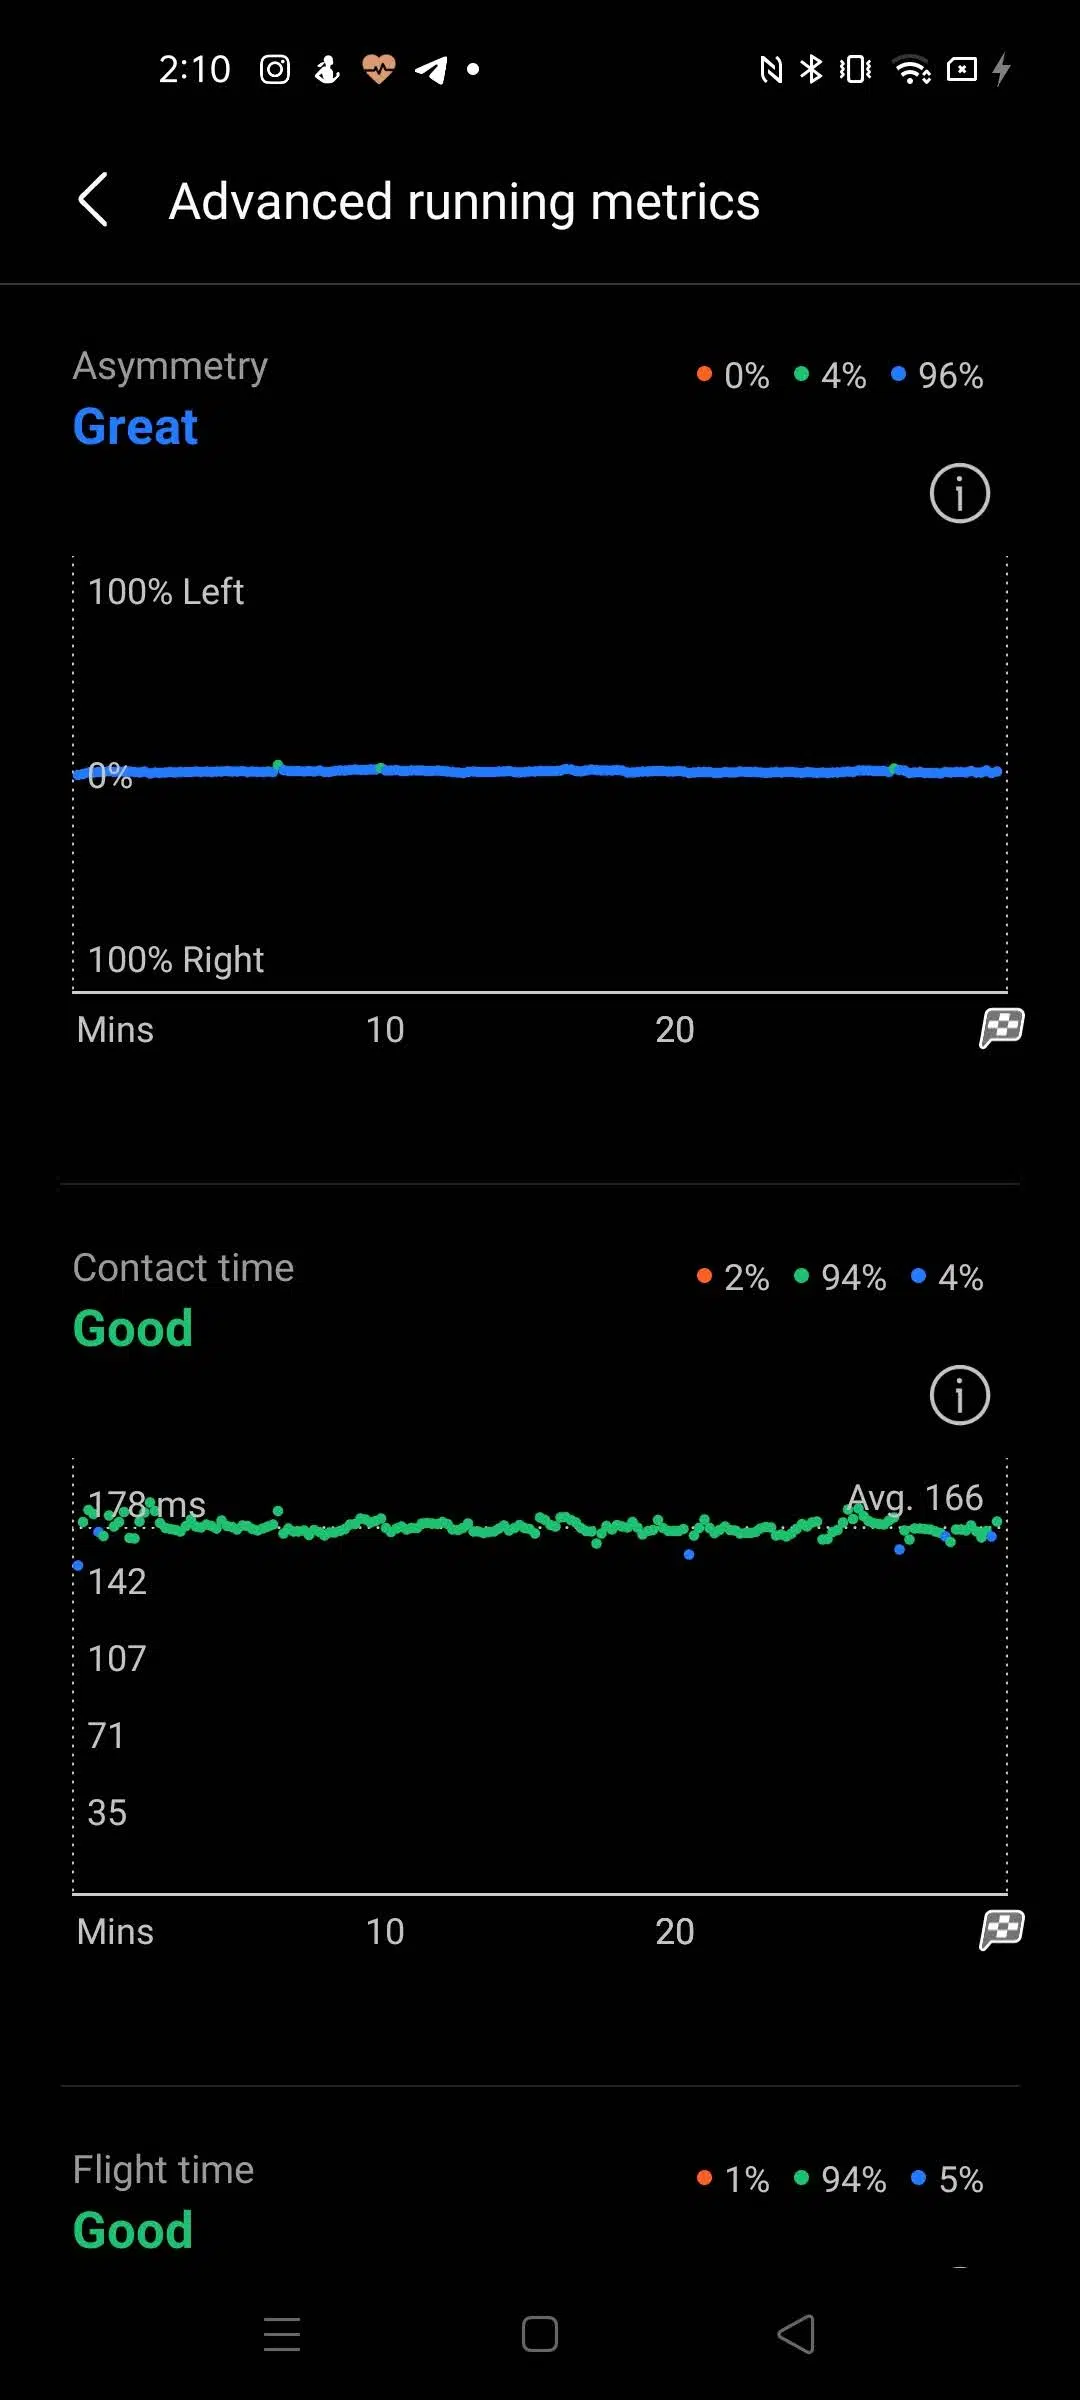 2:10
Advanced running metrics
Asymmetry
0% 4% 96%
Great
100% Left
0%
100% Right
Mins 10 20
Contact time
2% 94% 4%
Good
178 ms
Avg. 166
142
107
71
35
Mins 10 20
Flight time
1% 94% 5%
Good